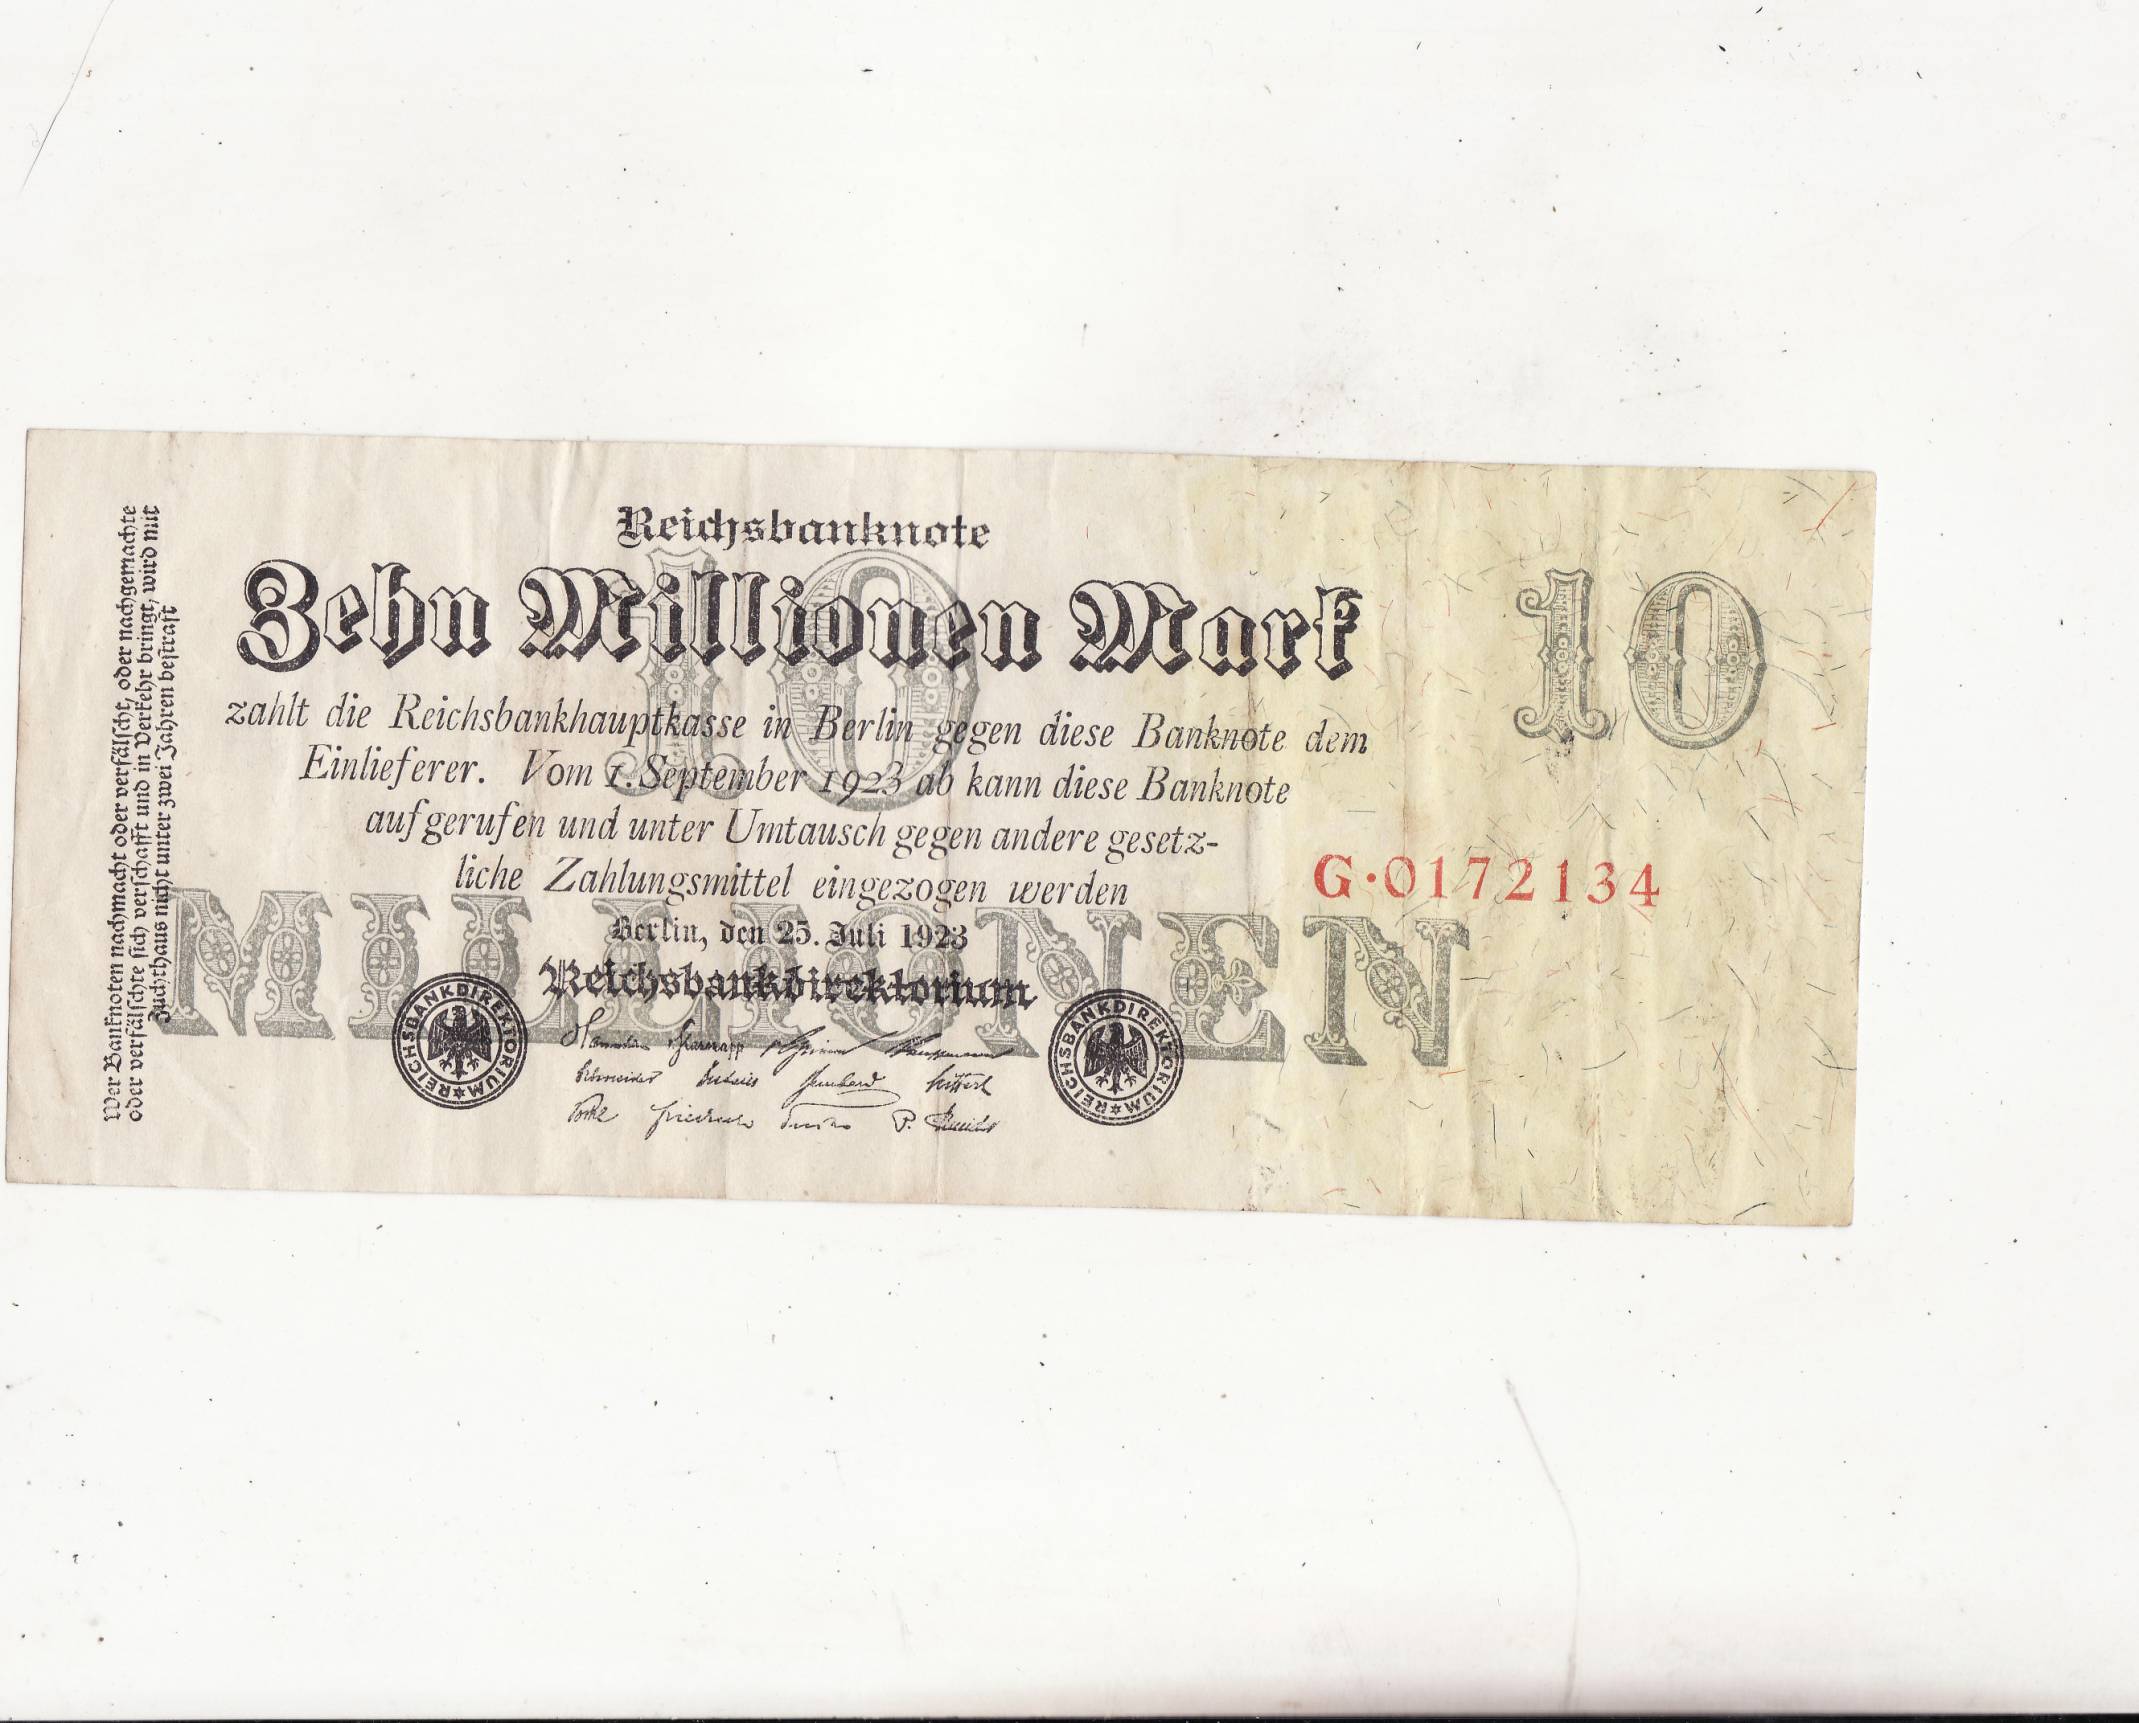 Reichsbanknote
Zehn Millionen Mark
zahlt die Reichsbankhauptkasse in Berlin gegen diese Banknote dem
Einlieferer. Vom 1. September 1923 ab kann diese Banknote
aufgerufen und unter Umtausch gegen andere gesetz-
liche Zahlungsmittel eingezogen werden
Berlin, den 25. Juli 1923
Reichsbankdirektorium
10
10
MILLIONEN
G·0172134
REICHSBANKDIREKTORIUM
REICHSBANKDIREKTORIUM
Schneider
P.
Wer Banknoten nachmacht oder verfälscht, oder nachgemachte
oder verfälschte sich verschafft und in Verkehr bringt, wird mit
Zuchthaus nicht unter zwei Jahren bestraft